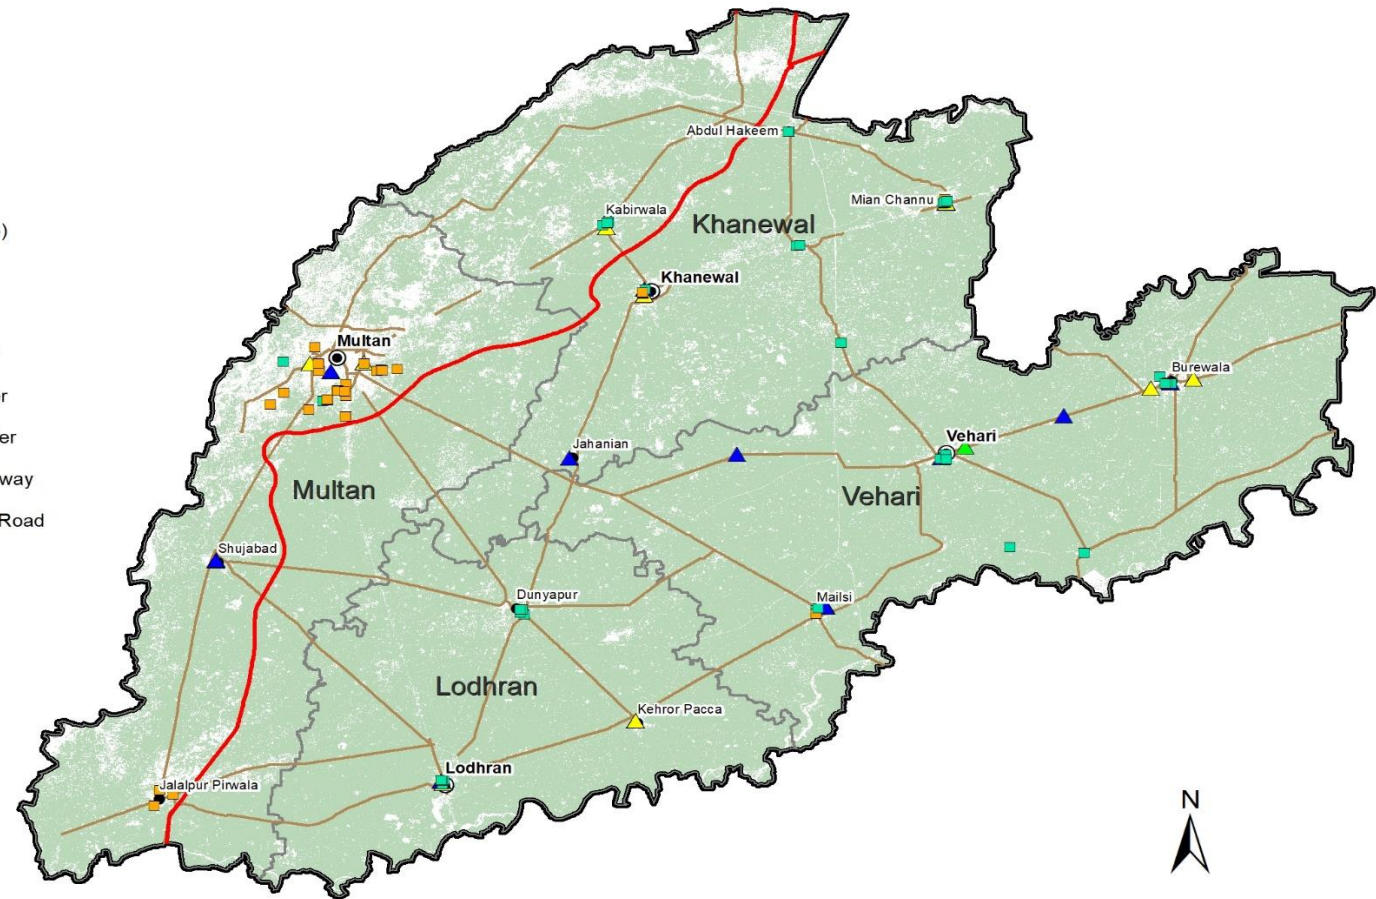 Abdul Hakeem
Mian Channu
Kabirwala
Khanewal
)
Khanewal
Multan
Burewala
er
er
Vehari
Jahanian
way
Multan
Vehari
Road
Shujabad
Dunyapur
Mailsi
Lodhran
Kehror Pacca
Lodhran
Jalalpur Pirwala
N